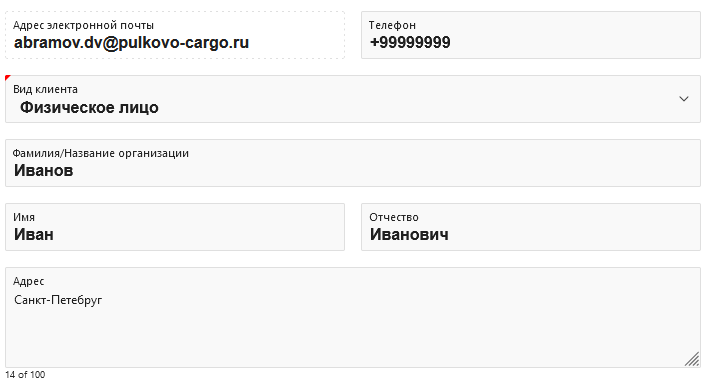 Адрес электронной почты
abramov.dv@pulkovo-cargo.ru
Телефон
+99999999
Вид клиента
Физическое лицо
Фамилия/Название организации
Иванов
Имя
Иван
Отчество
Иванович
Адрес
Санкт-Петебруг
14 of 100